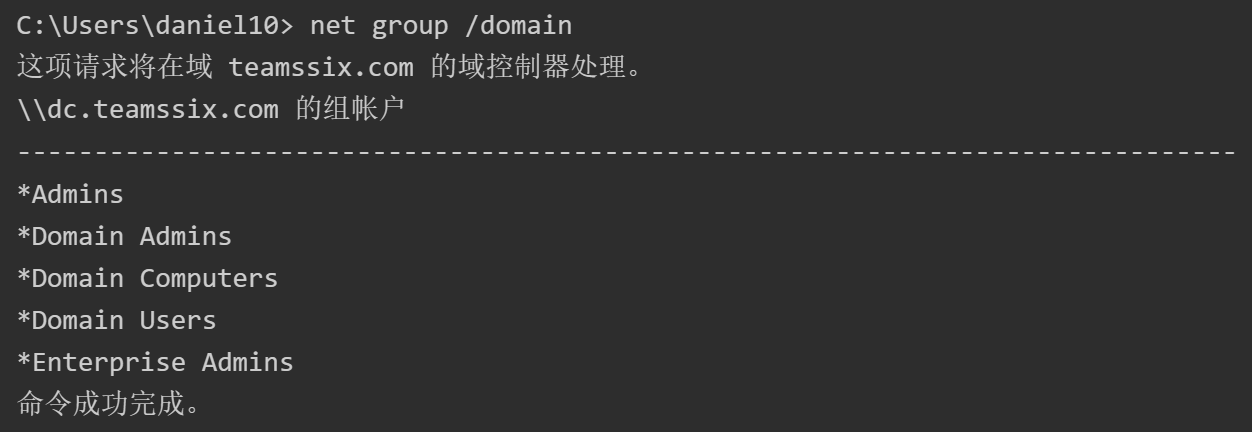 C:\Users\daniel10> net group /domain
这项请求将在域 teamssix.com 的域控制器处理。
\\dc.teamssix.com 的组帐户
-------------------------------------------------------------------------------
*Admins
*Domain Admins
*Domain Computers
*Domain Users
*Enterprise Admins
命令成功完成。